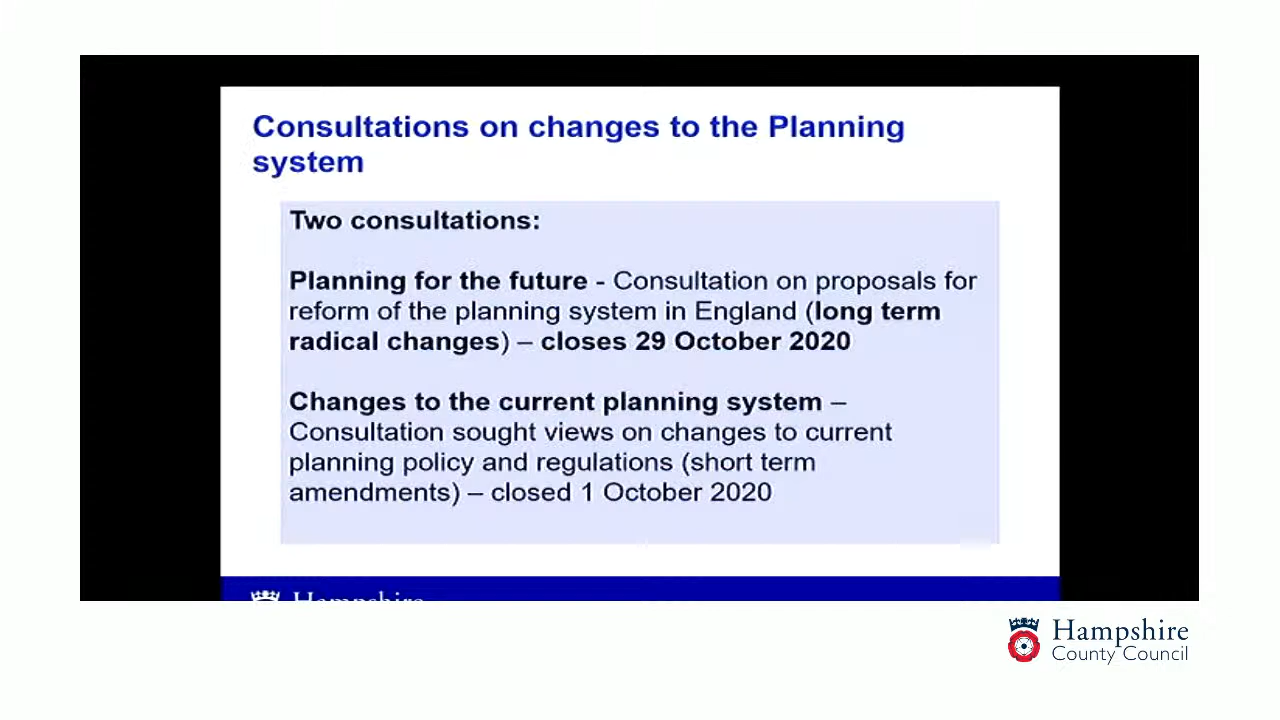 Consultations on changes to the Planning
system
Two consultations:
Planning for the future - Consultation on proposals for
reform of the planning system in England (long term
radical changes) – closes 29 October 2020
Changes to the current planning system –
Consultation sought views on changes to current
planning policy and regulations (short term
amendments) – closed 1 October 2020
Hampshire
Hampshire
County Council